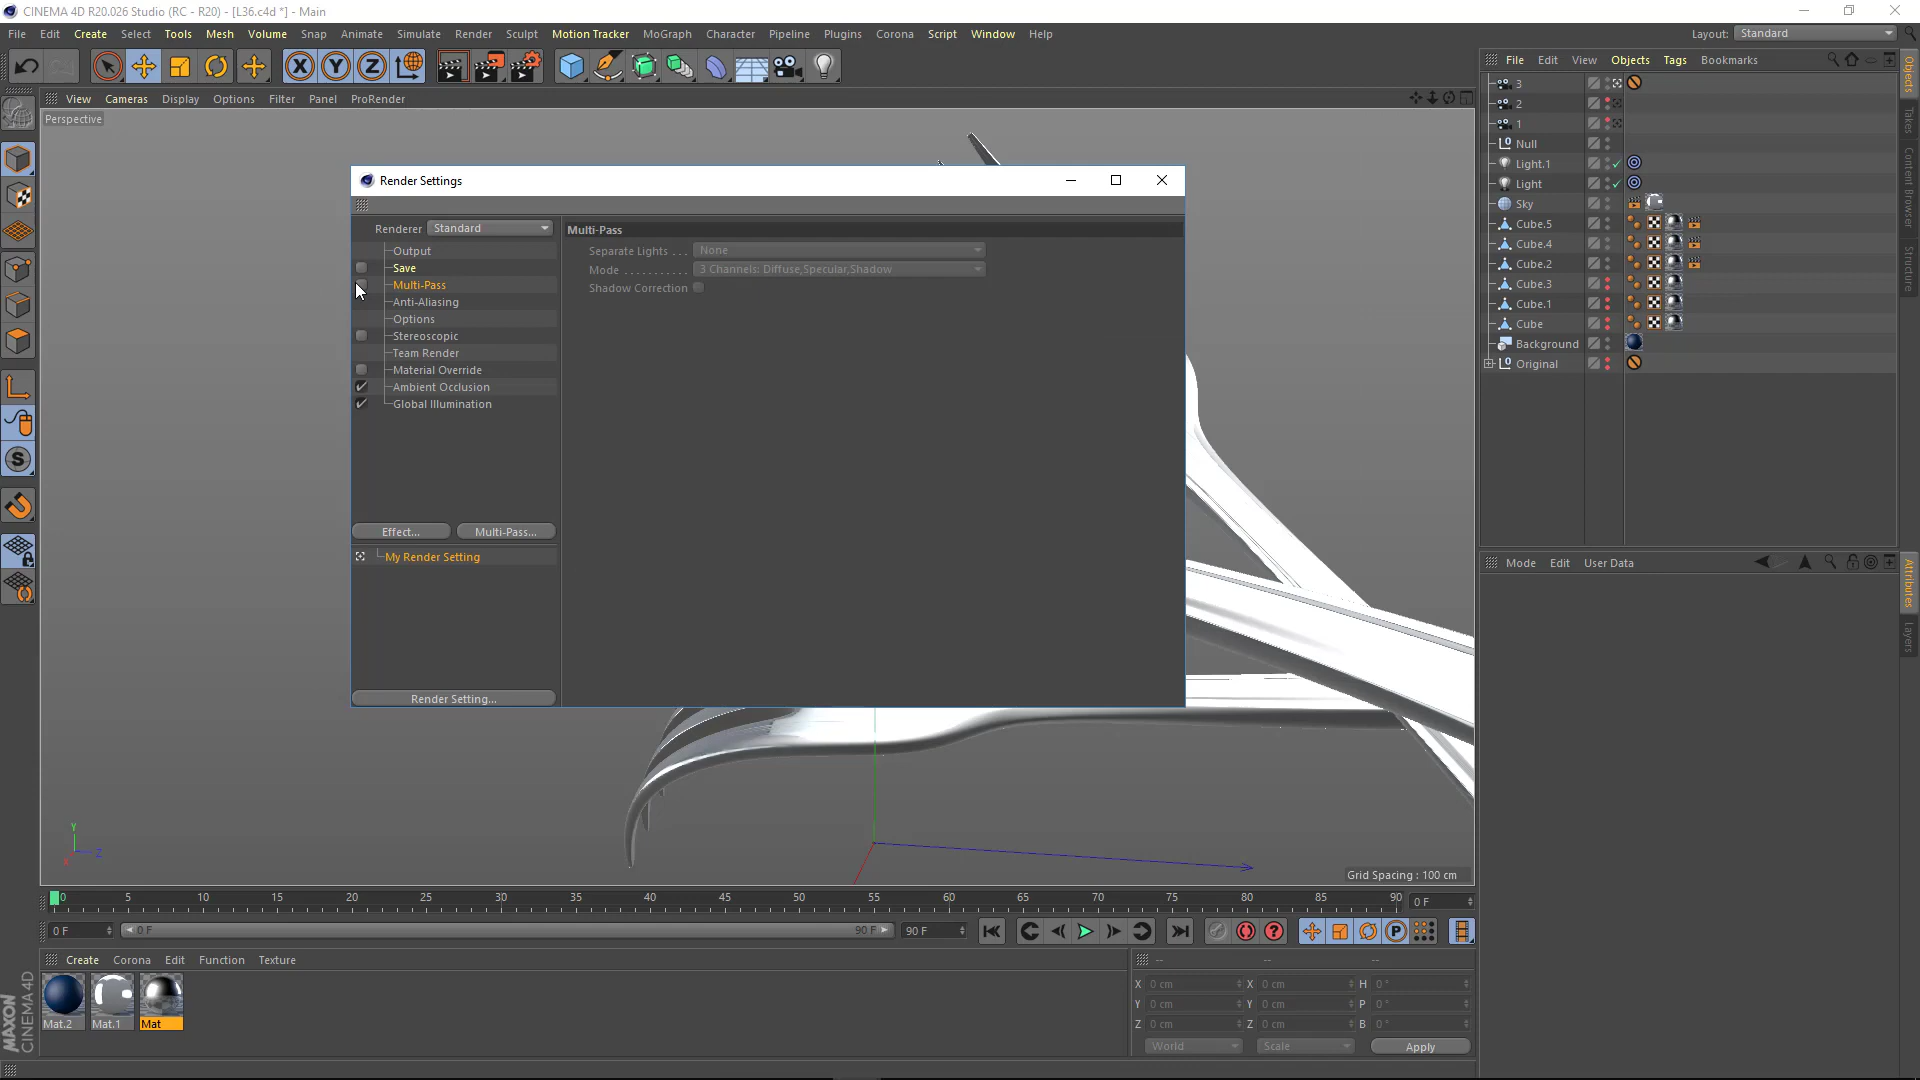 CINEMA 4D R20.026 Studio (RC - R20) - [L36.c4d *] - Main
File Edit Create Select Tools Mesh Volume Snap Animate Simulate Render Sculpt Motion Tracker MoGraph Character Pipeline Plugins Corona Script Window Help Layout: Standard
View Cameras Display Options Filter Panel ProRender
Perspective
Render Settings
Renderer Standard
Output
Save
Multi-Pass
Anti-Aliasing
Options
Stereoscopic
Team Render
Material Override
Ambient Occlusion
Global Illumination
Effect... Multi-Pass...
My Render Setting
Render Setting...
Multi-Pass
Separate Lights . . . None
Mode . . . . . . . . . . . 3 Channels: Diffuse,Specular,Shadow
Shadow Correction
Y
Z
X
Grid Spacing : 100 cm
File Edit View Objects Tags Bookmarks
3
2
1
Null
Light.1
Light
Sky
Cube.5
Cube.4
Cube.2
Cube.3
Cube.1
Cube
Background
Original
Objects
Takes
Content Browser
Structure
Mode Edit User Data
Attributes
Layers
0 5 10 15 20 25 30 35 40 45 50 55 60 65 70 75 80 85 90 0 F
0 F 0 F 90 F 90 F
Create Corona Edit Function Texture
Mat.2 Mat.1 Mat
MAXON
CINEMA 4D
-- -- --
X 0 cm X 0 cm H 0 °
Y 0 cm Y 0 cm P 0 °
Z 0 cm Z 0 cm B 0 °
World Scale Apply